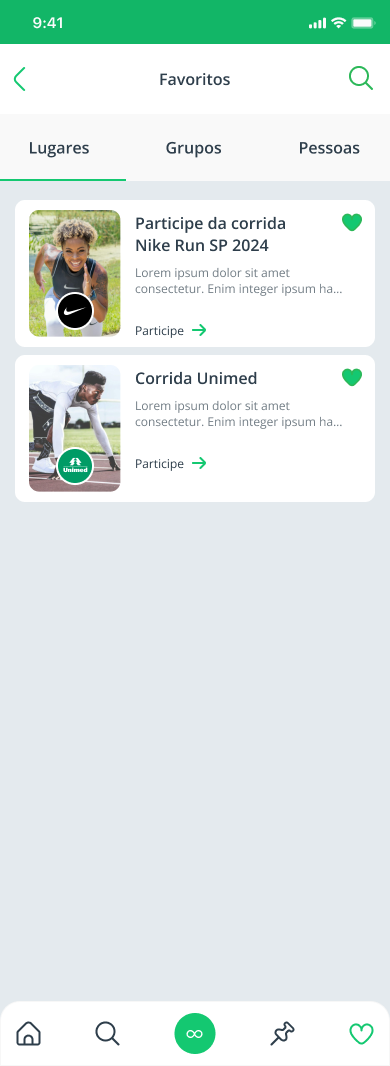 9:41
Favoritos
Lugares
Grupos
Pessoas
Participe da corrida
Nike Run SP 2024
Lorem ipsum dolor sit amet
consectetur. Enim integer ipsum ha...
Participe
Corrida Unimed
Lorem ipsum dolor sit amet
consectetur. Enim integer ipsum ha...
Unimed
Participe